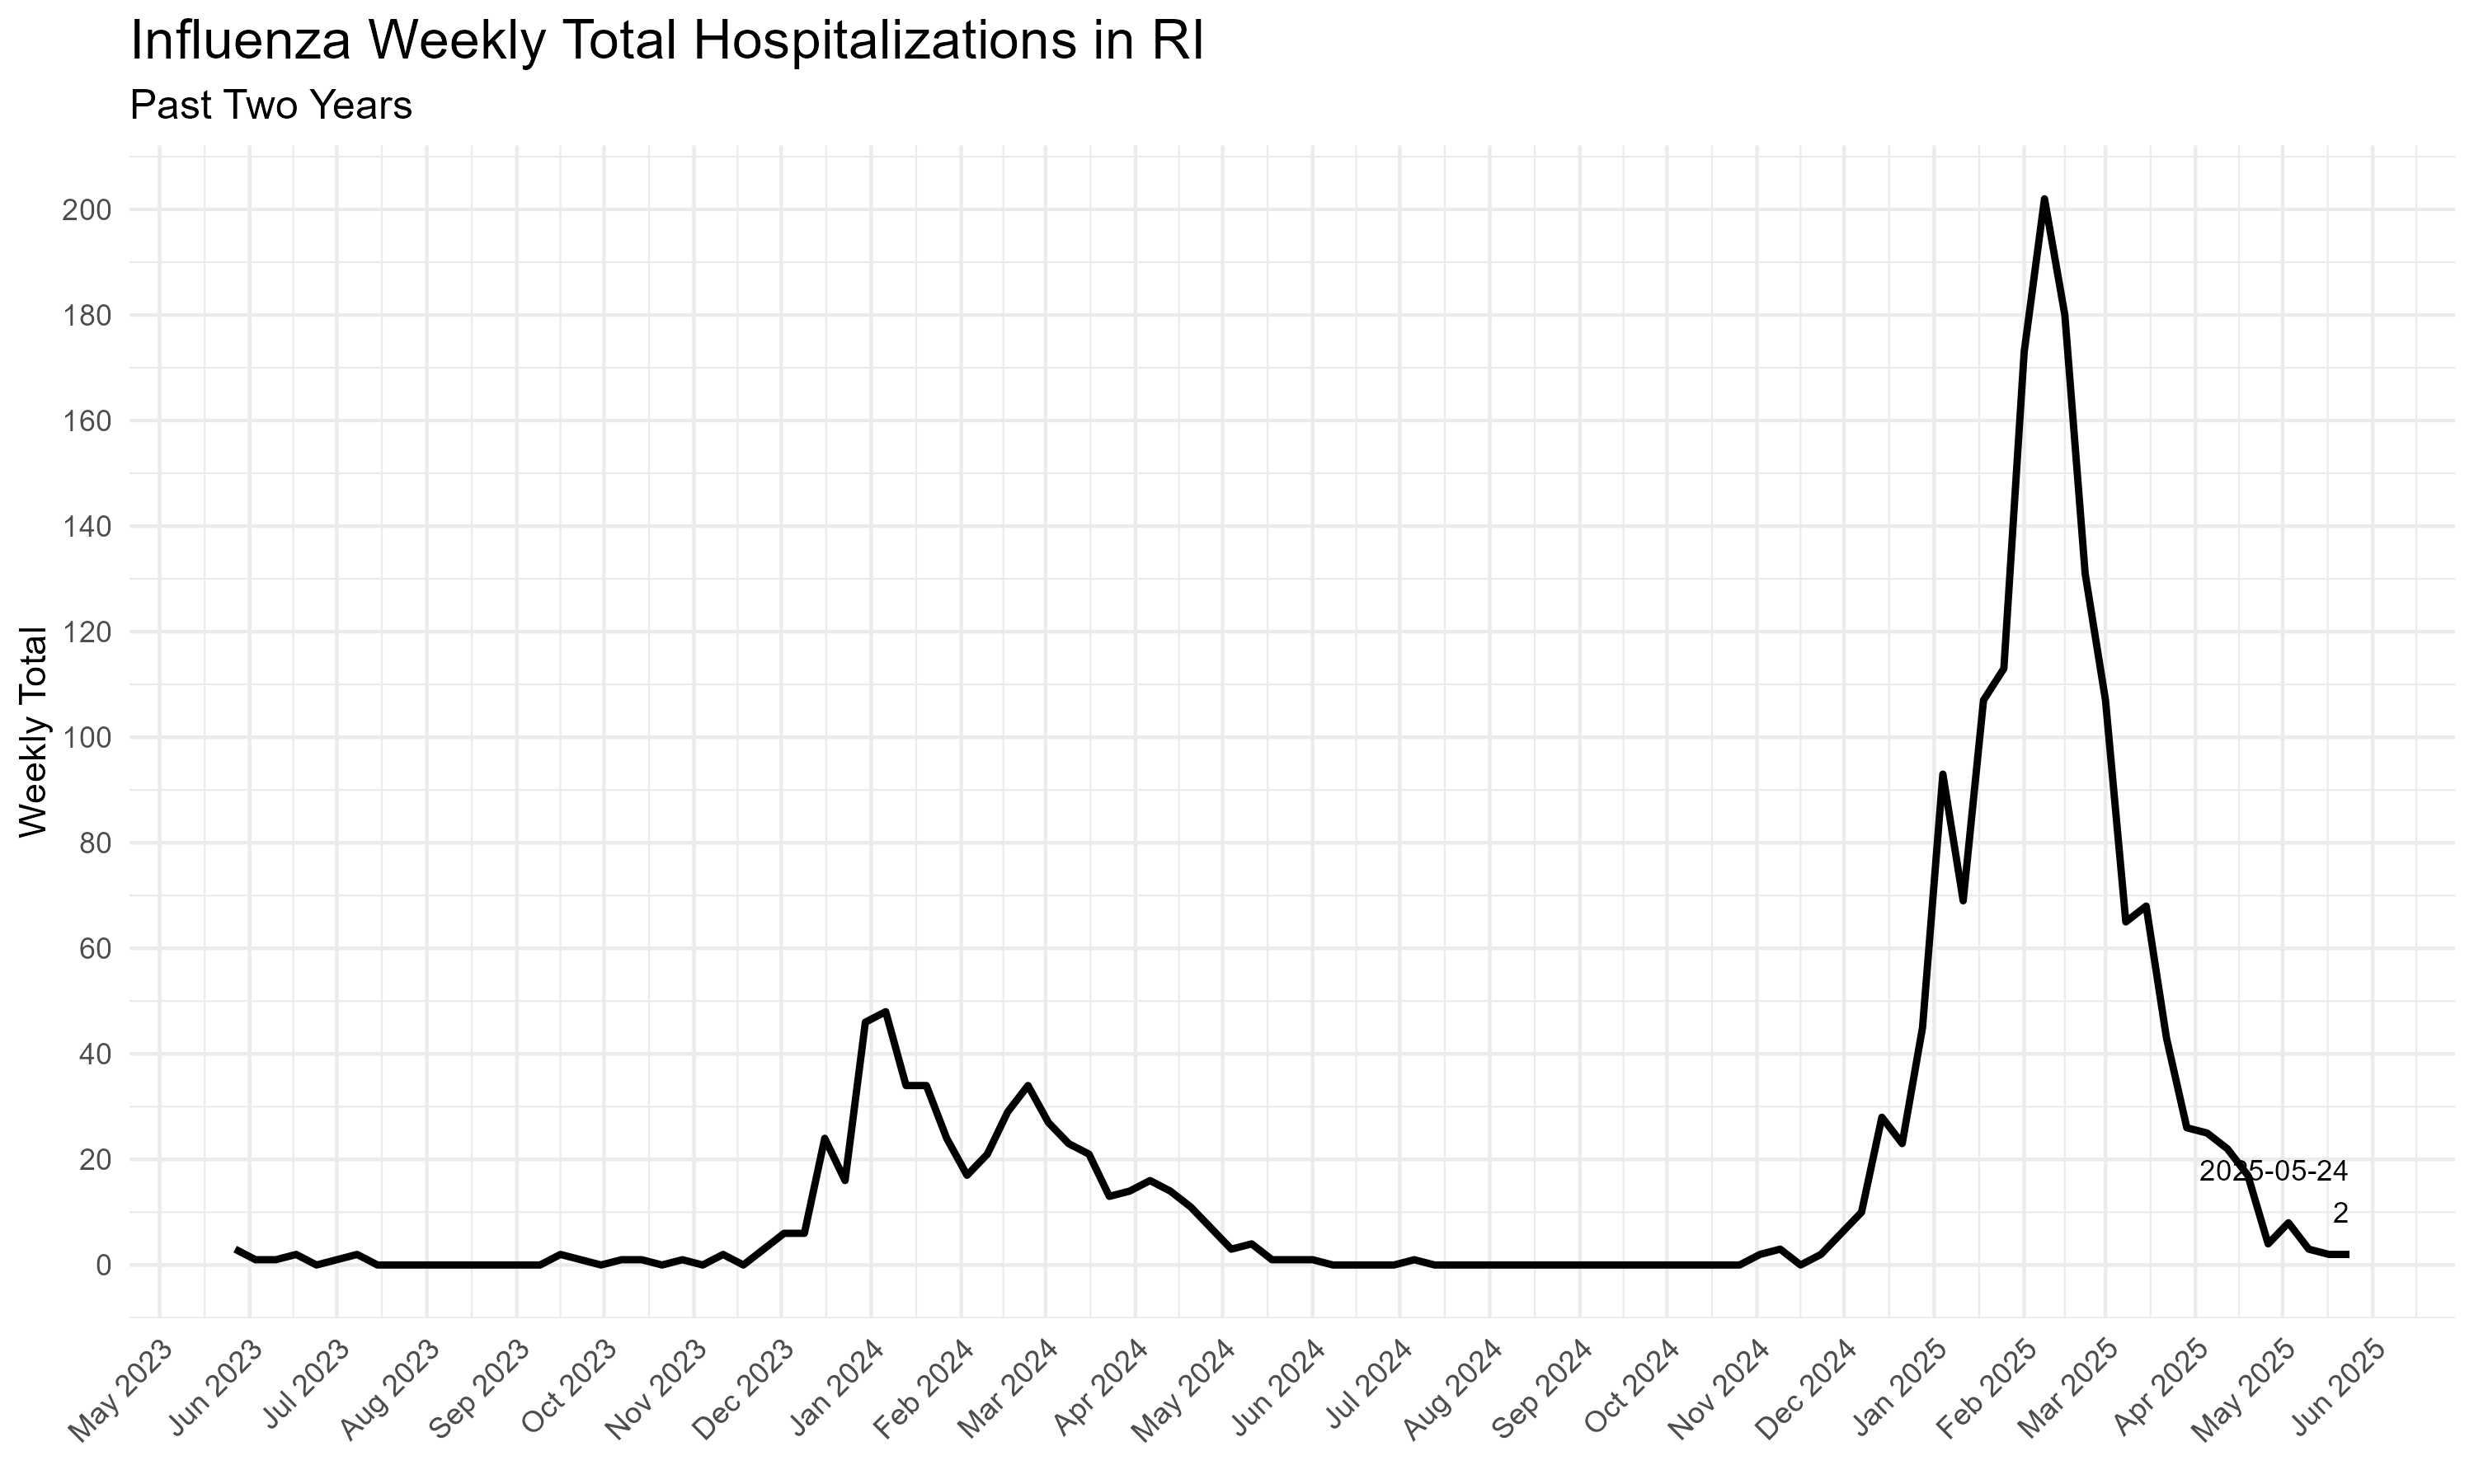 Influenza Weekly Total Hospitalizations in RI
Past Two Years
Weekly Total
200
180
160
140
120
100
80
60
40
20
0
2025-05-24
2
May 2023
Jun 2023
Jul 2023
Aug 2023
Sep 2023
Oct 2023
Nov 2023
Dec 2023
Jan 2024
Feb 2024
Mar 2024
Apr 2024
May 2024
Jun 2024
Jul 2024
Aug 2024
Sep 2024
Oct 2024
Nov 2024
Dec 2024
Jan 2025
Feb 2025
Mar 2025
Apr 2025
May 2025
Jun 2025